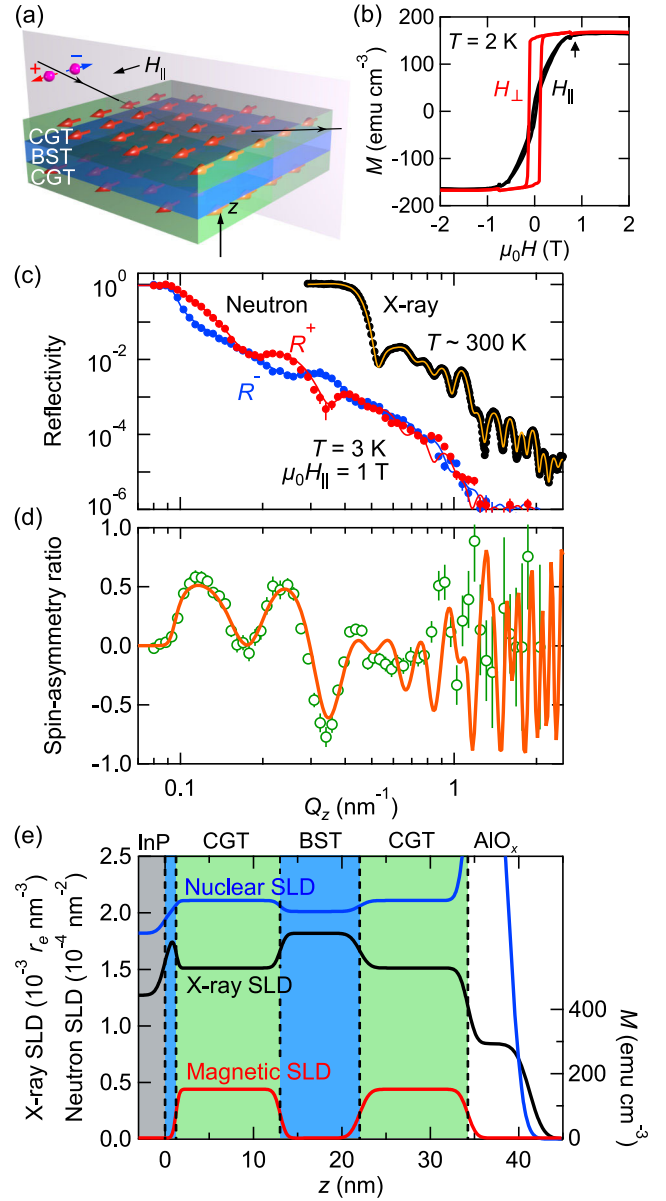 (a)
+ − H∥
CGT
BST
CGT
z
(b)
200
100
0
-100
-200
M (emu cm⁻³)
T = 2 K
H⊥
H∥
-2 -1 0 1 2
μ₀H (T)
(c)
10⁰
10⁻²
10⁻⁴
10⁻⁶
Reflectivity
Neutron X-ray
R⁺
R⁻
T ~ 300 K
T = 3 K
μ₀H∥ = 1 T
(d)
1.0
0.5
0.0
-0.5
-1.0
Spin-asymmetry ratio
0.1 1
Q_z (nm⁻¹)
(e)
InP CGT BST CGT AlOₓ
2.5
2.0
1.5
1.0
0.5
0.0
X-ray SLD (10⁻³ rₑ nm⁻³)
Neutron SLD (10⁻⁴ nm⁻²)
Nuclear SLD
X-ray SLD
Magnetic SLD
400
200
0
M (emu cm⁻³)
0 10 20 30 40
z (nm)